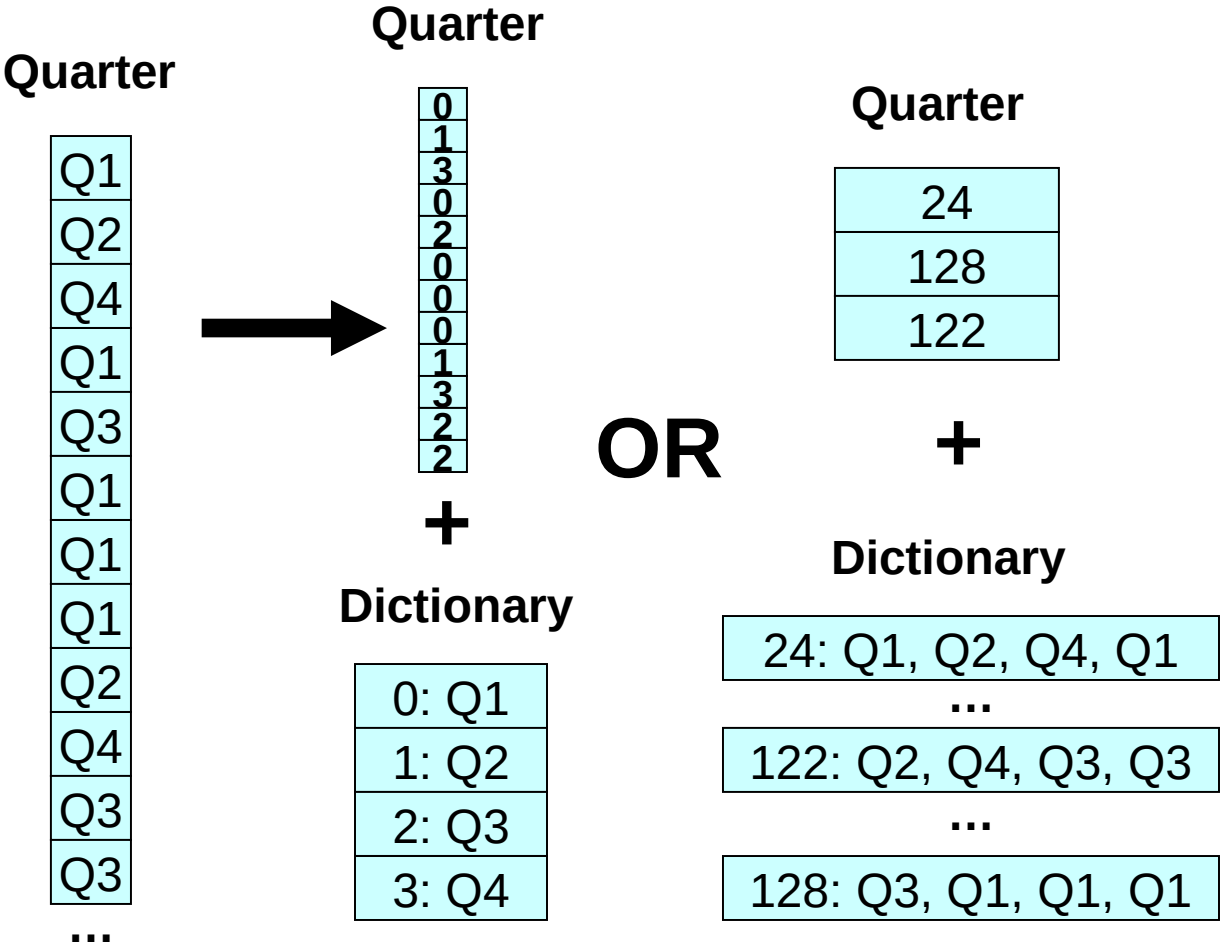 Quarter
Q1
Q2
Q4
Q1
Q3
Q1
Q1
Q1
Q2
Q4
Q3
Q3
...
Quarter
0
1
3
0
2
0
0
0
1
3
2
2
+
Dictionary
0: Q1
1: Q2
2: Q3
3: Q4
OR
Quarter
24
128
122
+
Dictionary
24: Q1, Q2, Q4, Q1
...
122: Q2, Q4, Q3, Q3
...
128: Q3, Q1, Q1, Q1